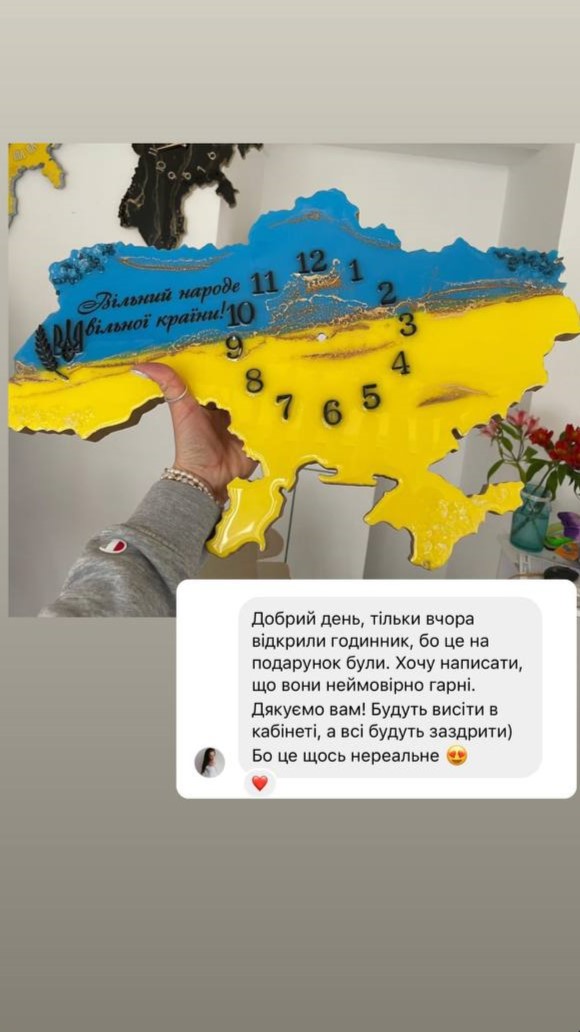 Вільний народе
вільної країни!
12
1
2
3
4
5
6
7
8
9
10
11
Добрий день, тільки вчора
відкрили годинник, бо це на
подарунок були. Хочу написати,
що вони неймовірно гарні.
Дякуємо вам! Будуть висіти в
кабінеті, а всі будуть заздрити)
Бо це щось нереальне 😍
❤️